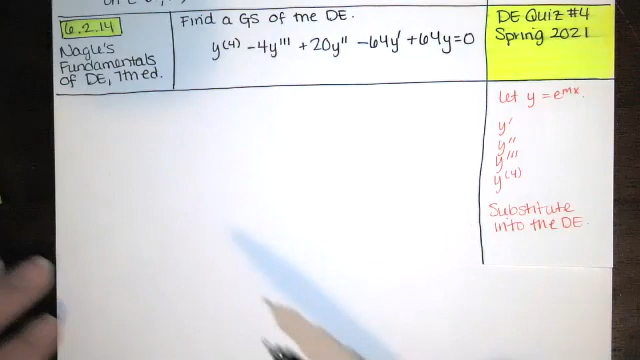 6.2.14
Nagle's
Fundamentals
of DE, 7th ed.
Find a GS of the DE.
y⁽⁴⁾ - 4y''' + 20y'' - 64y' + 64y = 0
DE Quiz #4
Spring 2021
Let y = e^mx.
y'
y''
y'''
y⁽⁴⁾
Substitute
into the DE.